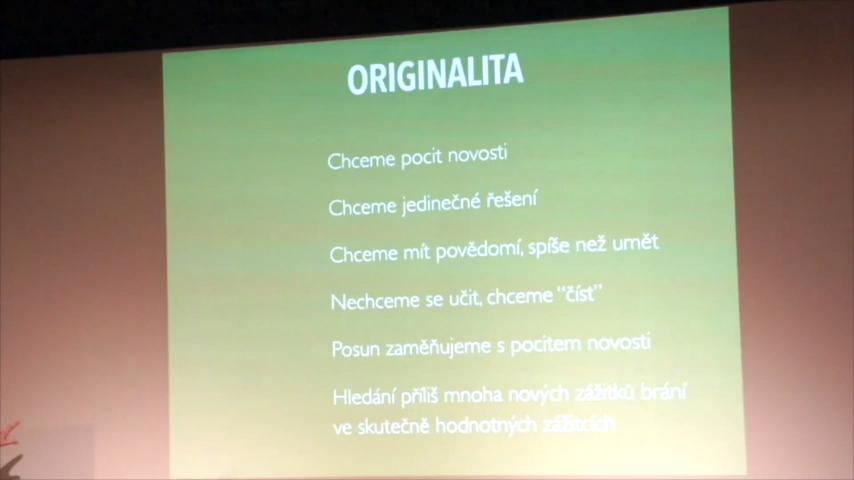 ORIGINALITA
Chceme pocit novosti
Chceme jedinečné řešení
Chceme mít povědomí, spíše než umět
Nechceme se učit, chceme “číst”
Posun zaměňujeme s pocitem novosti
Hledání příliš mnoha nových zážitků brání
ve skutečně hodnotných zážitcích